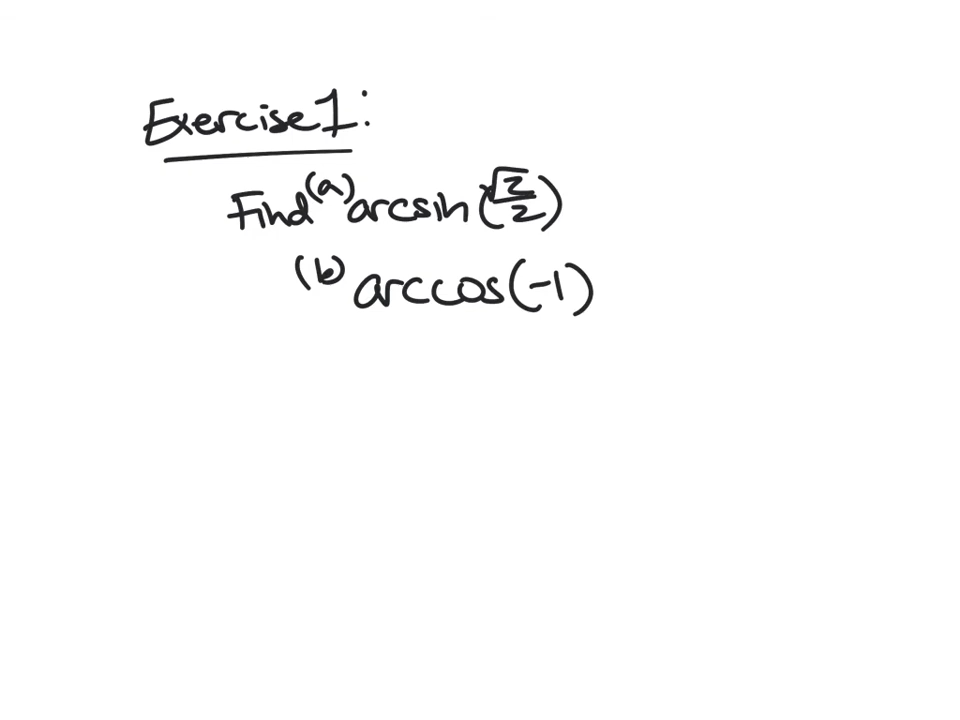 Exercise 1:
Find (a) arcsin(√2/2)
(b) arccos(-1)